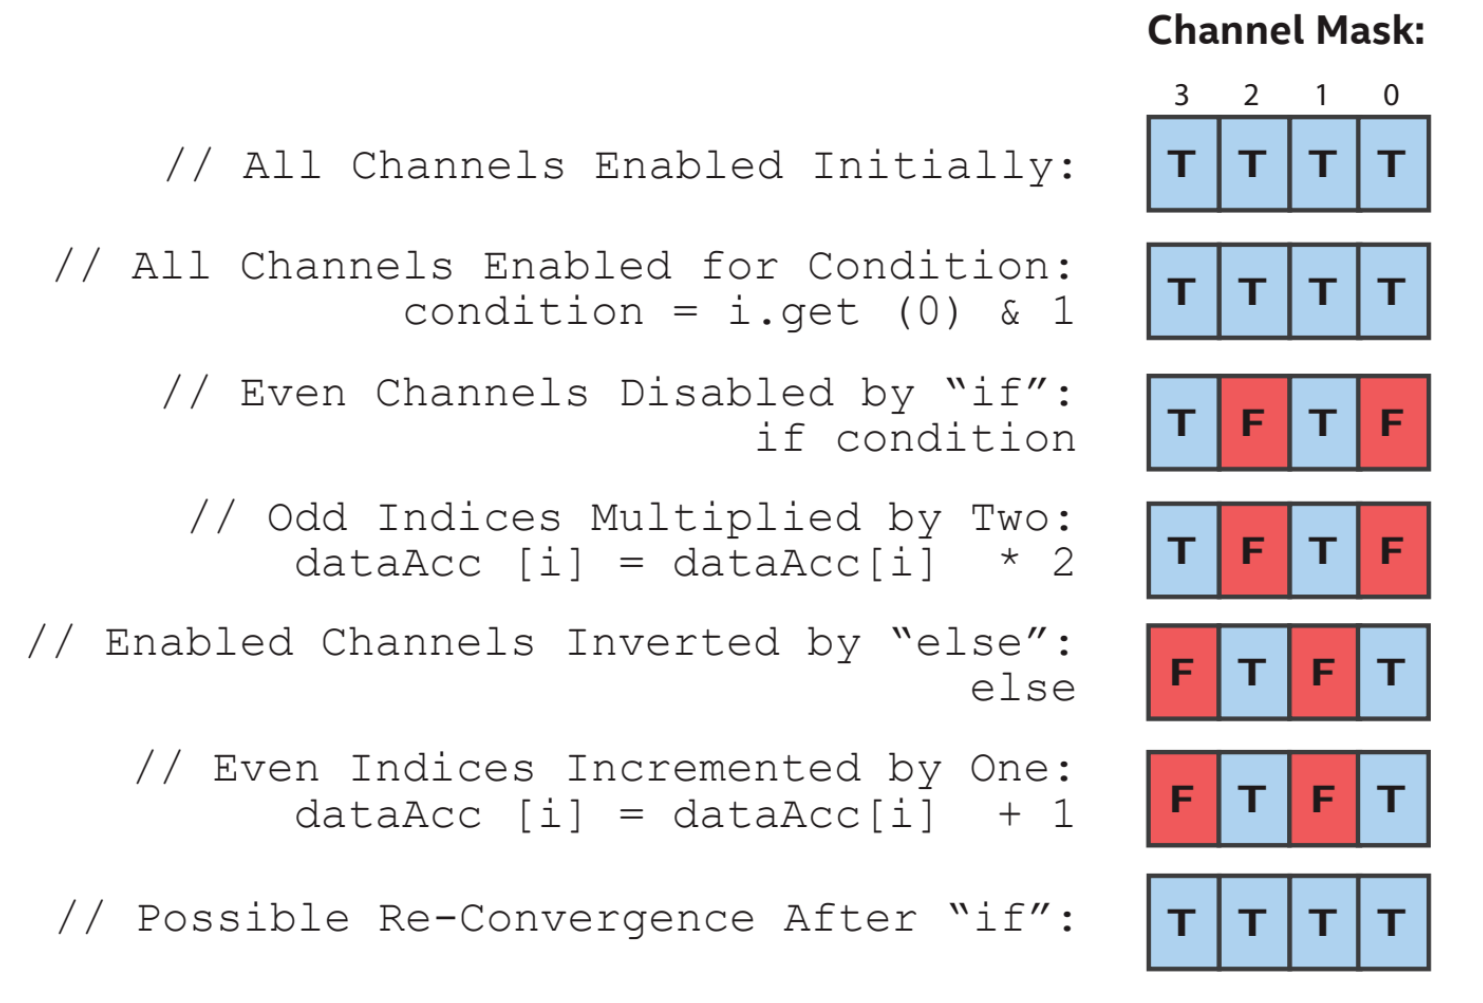 Channel Mask:
3 2 1 0
// All Channels Enabled Initially: T T T T
// All Channels Enabled for Condition:
condition = i.get (0) & 1 T T T T
// Even Channels Disabled by “if”:
if condition T F T F
// Odd Indices Multiplied by Two:
dataAcc [i] = dataAcc[i] * 2 T F T F
// Enabled Channels Inverted by “else”:
else F T F T
// Even Indices Incremented by One:
dataAcc [i] = dataAcc[i] + 1 F T F T
// Possible Re-Convergence After “if”: T T T T